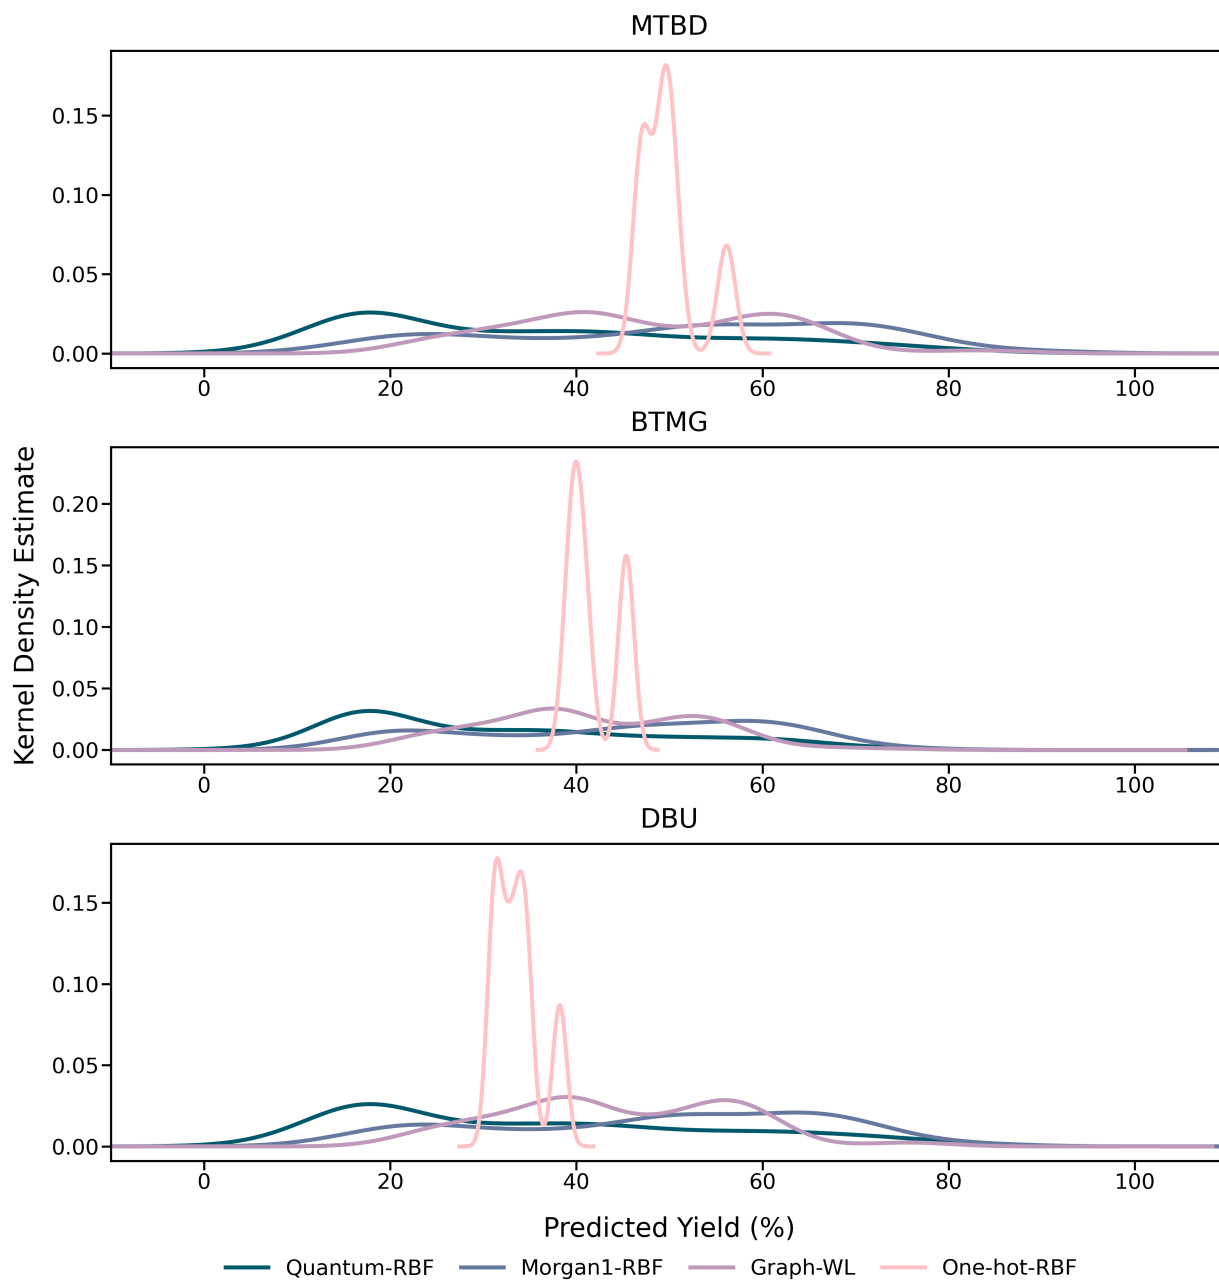 MTBD
0.15
0.10
0.05
0.00
0 20 40 60 80 100
BTMG
Kernel Density Estimate
0.20
0.15
0.10
0.05
0.00
0 20 40 60 80 100
DBU
0.15
0.10
0.05
0.00
0 20 40 60 80 100
Predicted Yield (%)
Quantum-RBF Morgan1-RBF Graph-WL One-hot-RBF